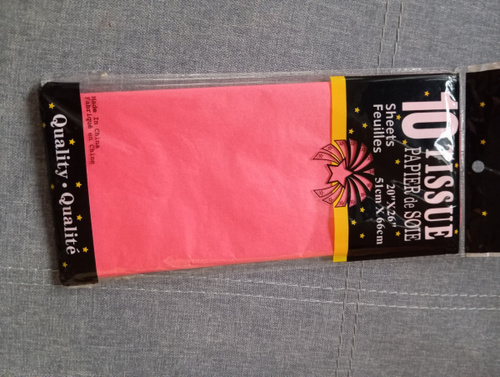 10 TISSUE
PAPIER de SOIE
Sheets
Feuilles
20"X26"
51cm X 66cm
made In China
Fabriqué en Chine
Quality • Qualité